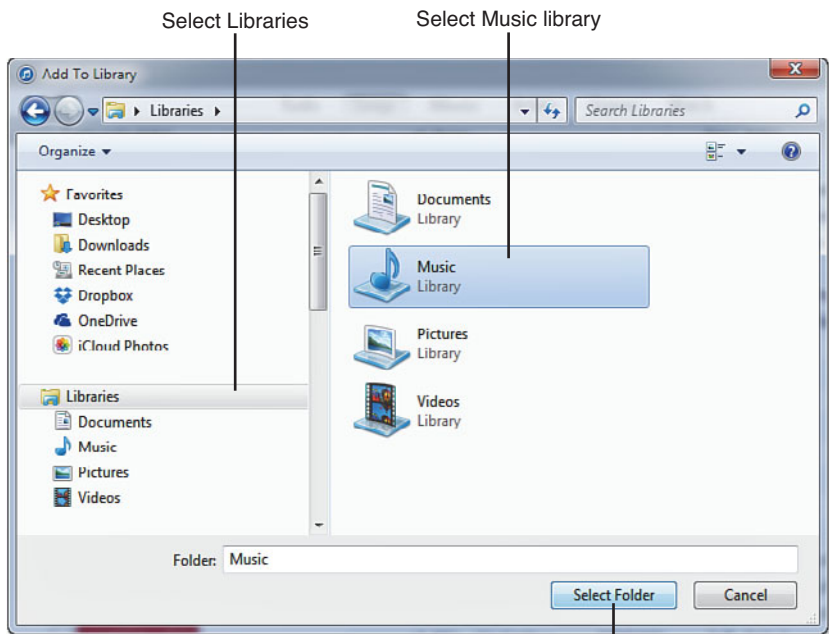 Select Libraries
Select Music library
Add To Library
Libraries
Search Libraries
Organize
Favorites
Desktop
Downloads
Recent Places
Dropbox
OneDrive
iCloud Photos
Libraries
Documents
Music
Pictures
Videos
Documents
Library
Music
Library
Pictures
Library
Videos
Library
Folder: Music
Select Folder
Cancel